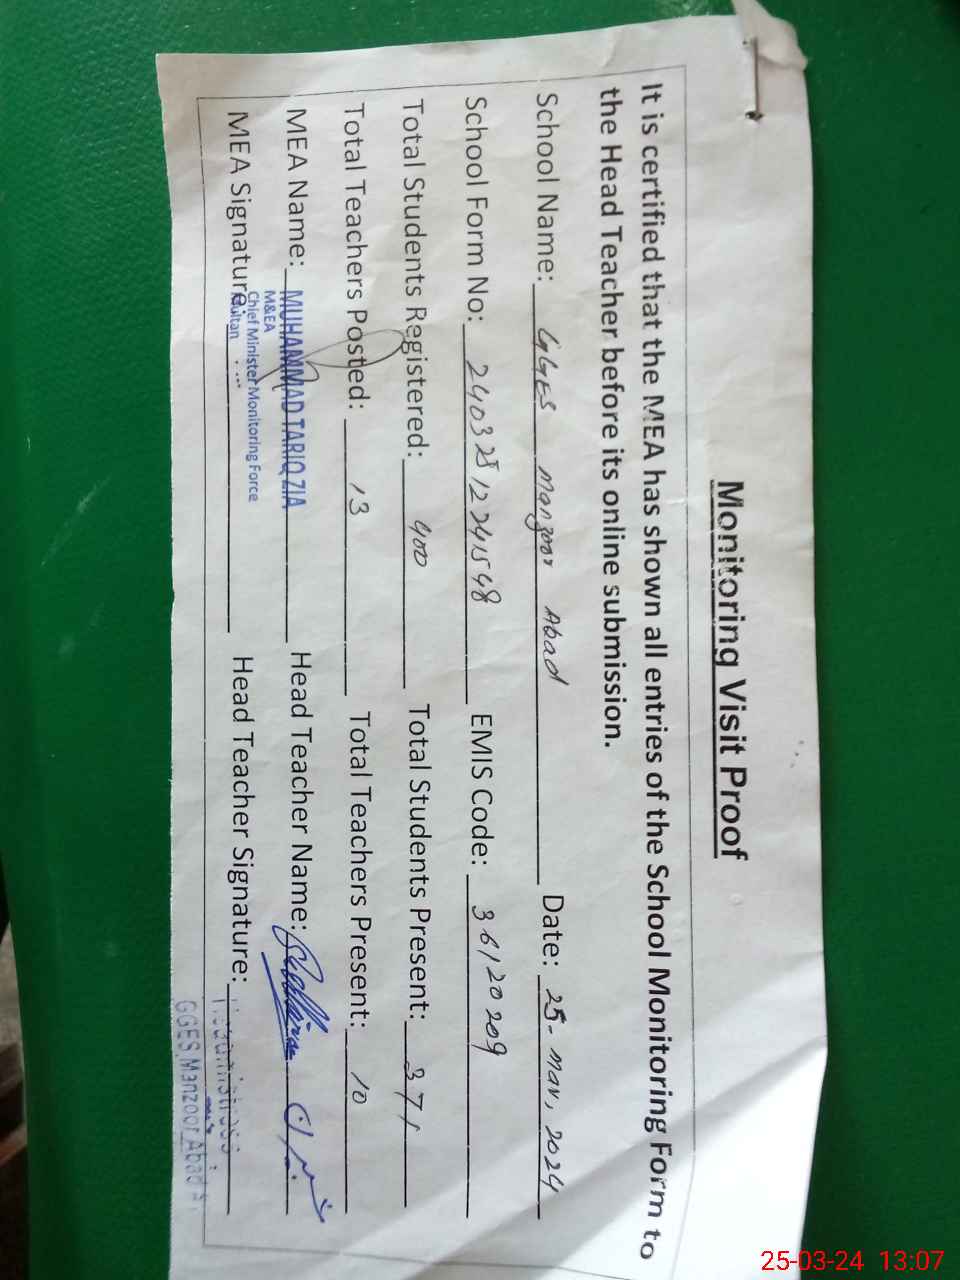 Monitoring Visit Proof
It is certified that the MEA has shown all entries of the School Monitoring Form to
the Head Teacher before its online submission.
School Name: GGES Manzoor Abad Date: 25-Mar, 2024
School Form No: 240325122241548 EMIS Code: 36120209
Total Students Registered: 400 Total Students Present: 371
Total Teachers Posted: 13 Total Teachers Present: 10
MEA Name: MUHAMMAD TARIQ ZIA Head Teacher Name:
M&EA
Chief Minister Monitoring Force
Multan
MEA Signature: Head Teacher Signature:
Headmistress
GGES, Manzoor Abad
25-03-24 13:07